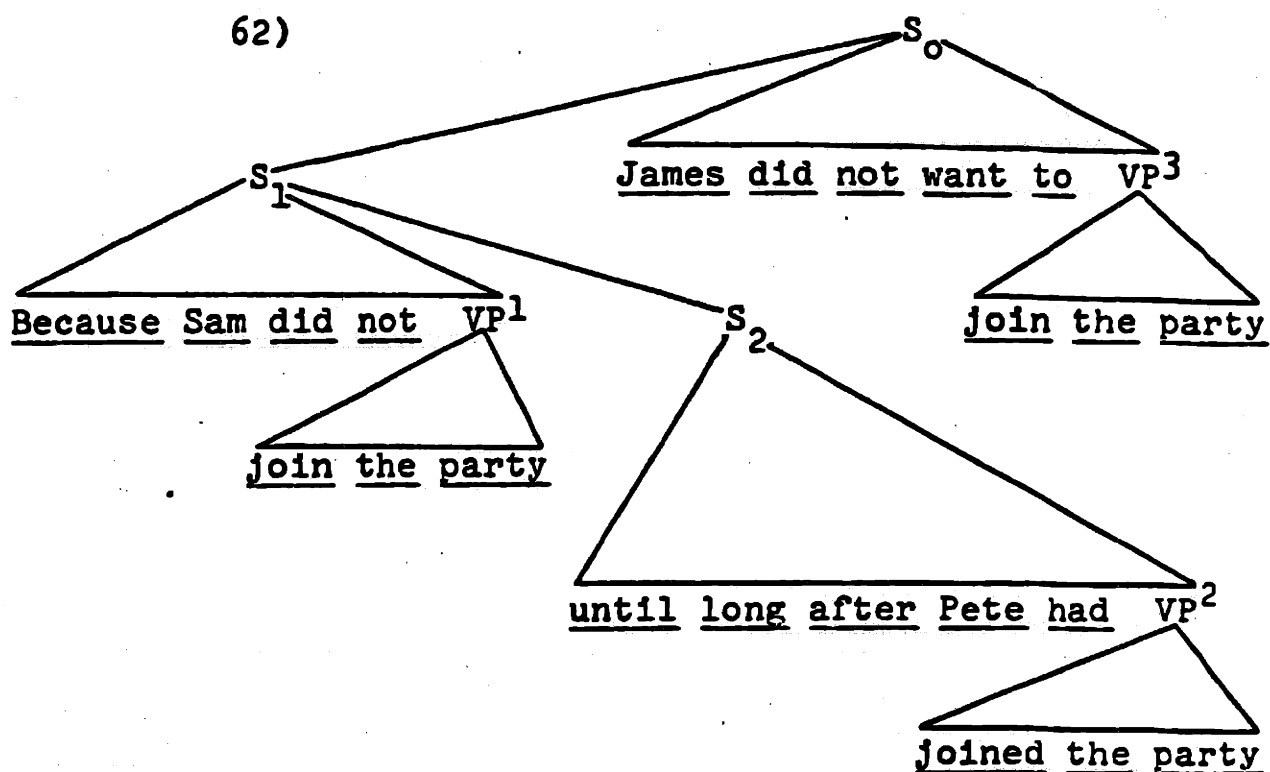 62)
S₀
S₁
James did not want to VP³
Because Sam did not VP¹
S₂
join the party
join the party
until long after Pete had VP²
joined the party